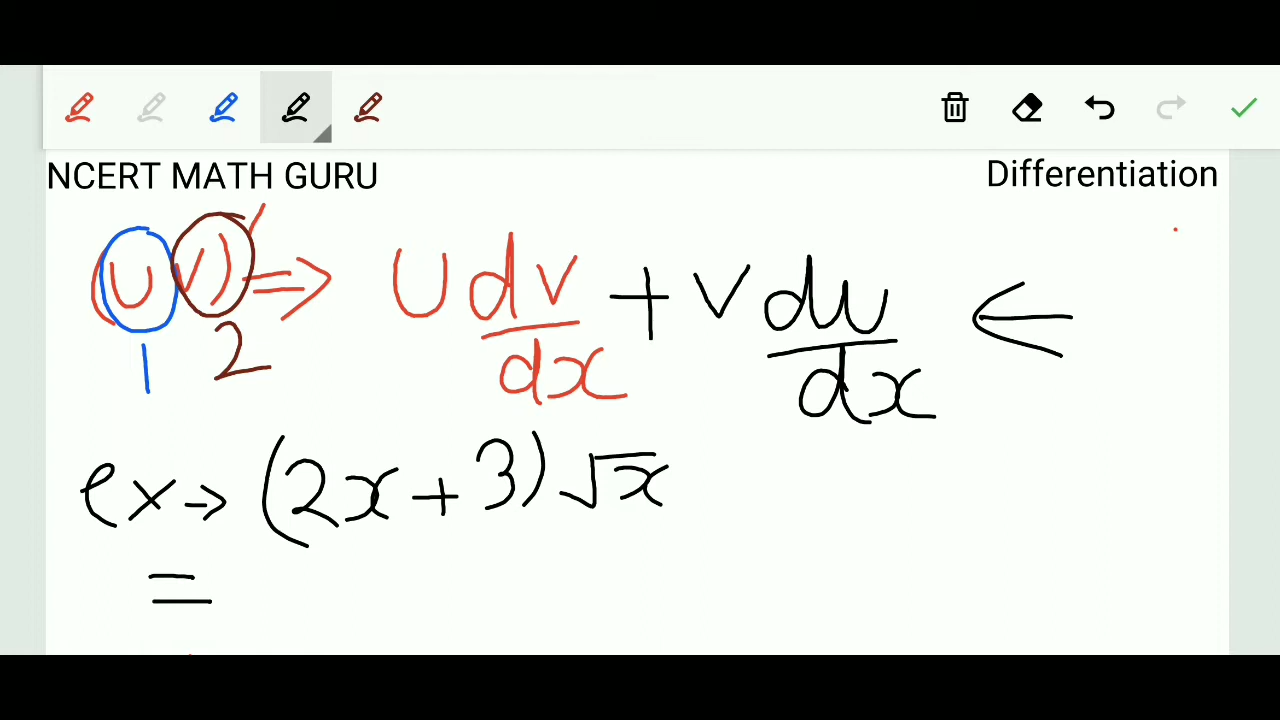 NCERT MATH GURU
Differentiation
(UV)' ⇒ U dv/dx + v du/dx ←
1 2
ex → (2x + 3) √x
=